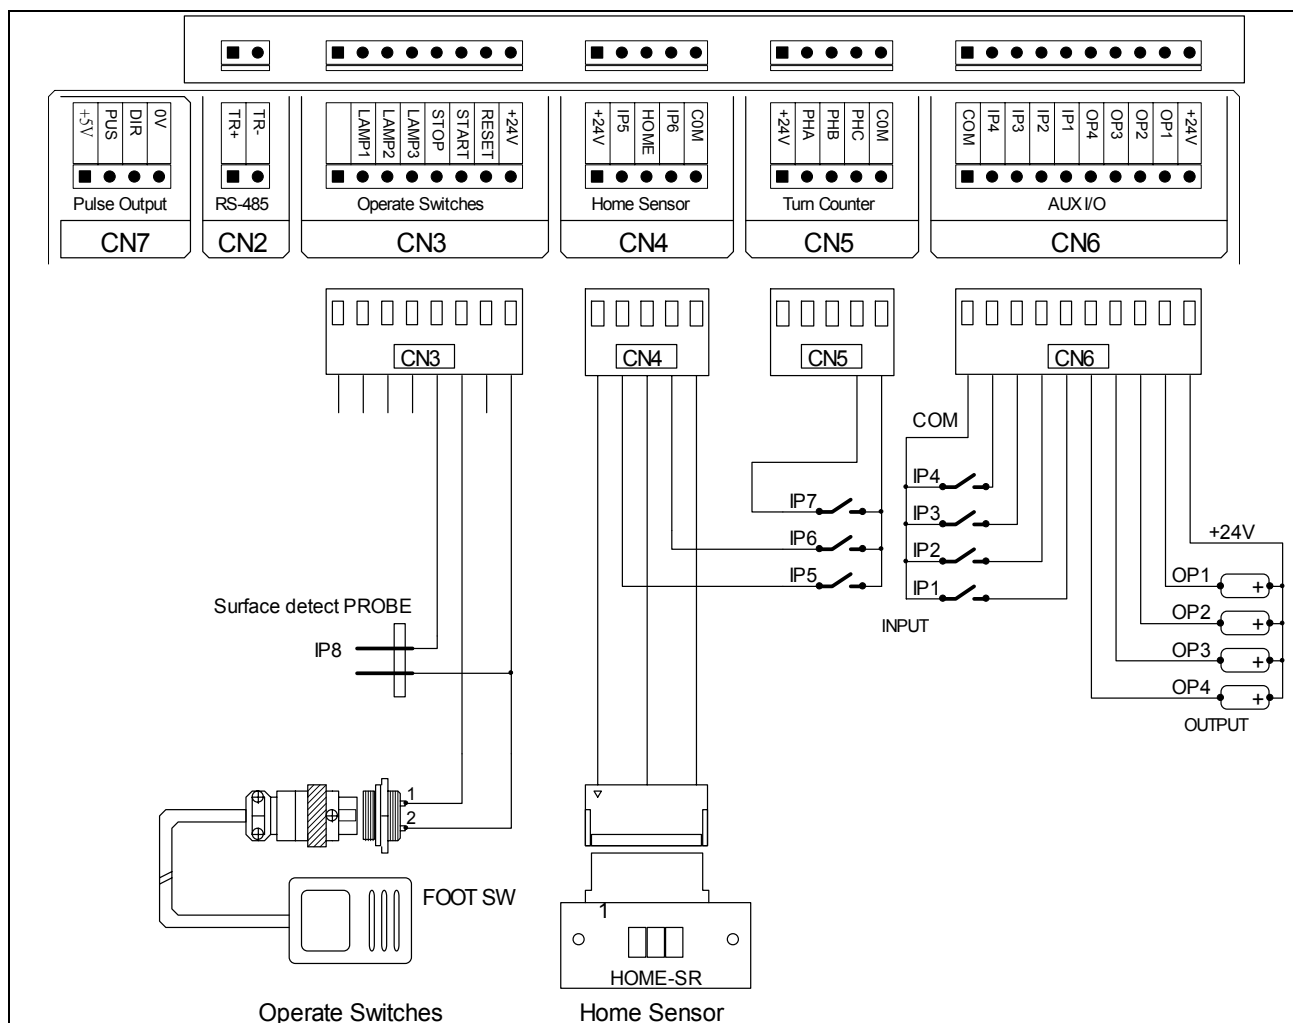 +5V
PUS
DIR
0V
TR+
TR-
LAMP1
LAMP2
LAMP3
STOP
START
RESET
+24V
+24V
IP5
HOME
IP6
C0M
+24V
PHA
PHB
PHC
C0M
COM
IP4
IP3
IP2
IP1
OP4
OP3
OP2
OP1
+24V
Pulse Output
RS-485
Operate Switches
Home Sensor
Turn Counter
AUX I/O
CN7
CN2
CN3
CN4
CN5
CN6
CN3
CN4
CN5
CN6
COM
IP4
IP7
IP3
IP6
IP2
+24V
IP5
IP1
OP1
Surface detect PROBE
INPUT
OP2
IP8
OP3
OP4
OUTPUT
1
2
FOOT SW
1
HOME-SR
Operate Switches
Home Sensor